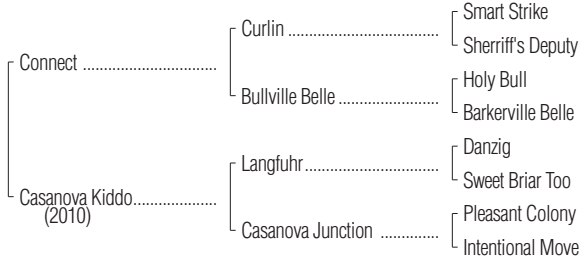 Smart Strike
Curlin ........................................
Sherriff's Deputy
Connect ....................................
Holy Bull
Bullville Belle ...........................
Barkerville Belle
Danzig
Langfuhr....................................
Sweet Briar Too
Casanova Kiddo......................
(2010)
Pleasant Colony
Casanova Junction ................
Intentional Move